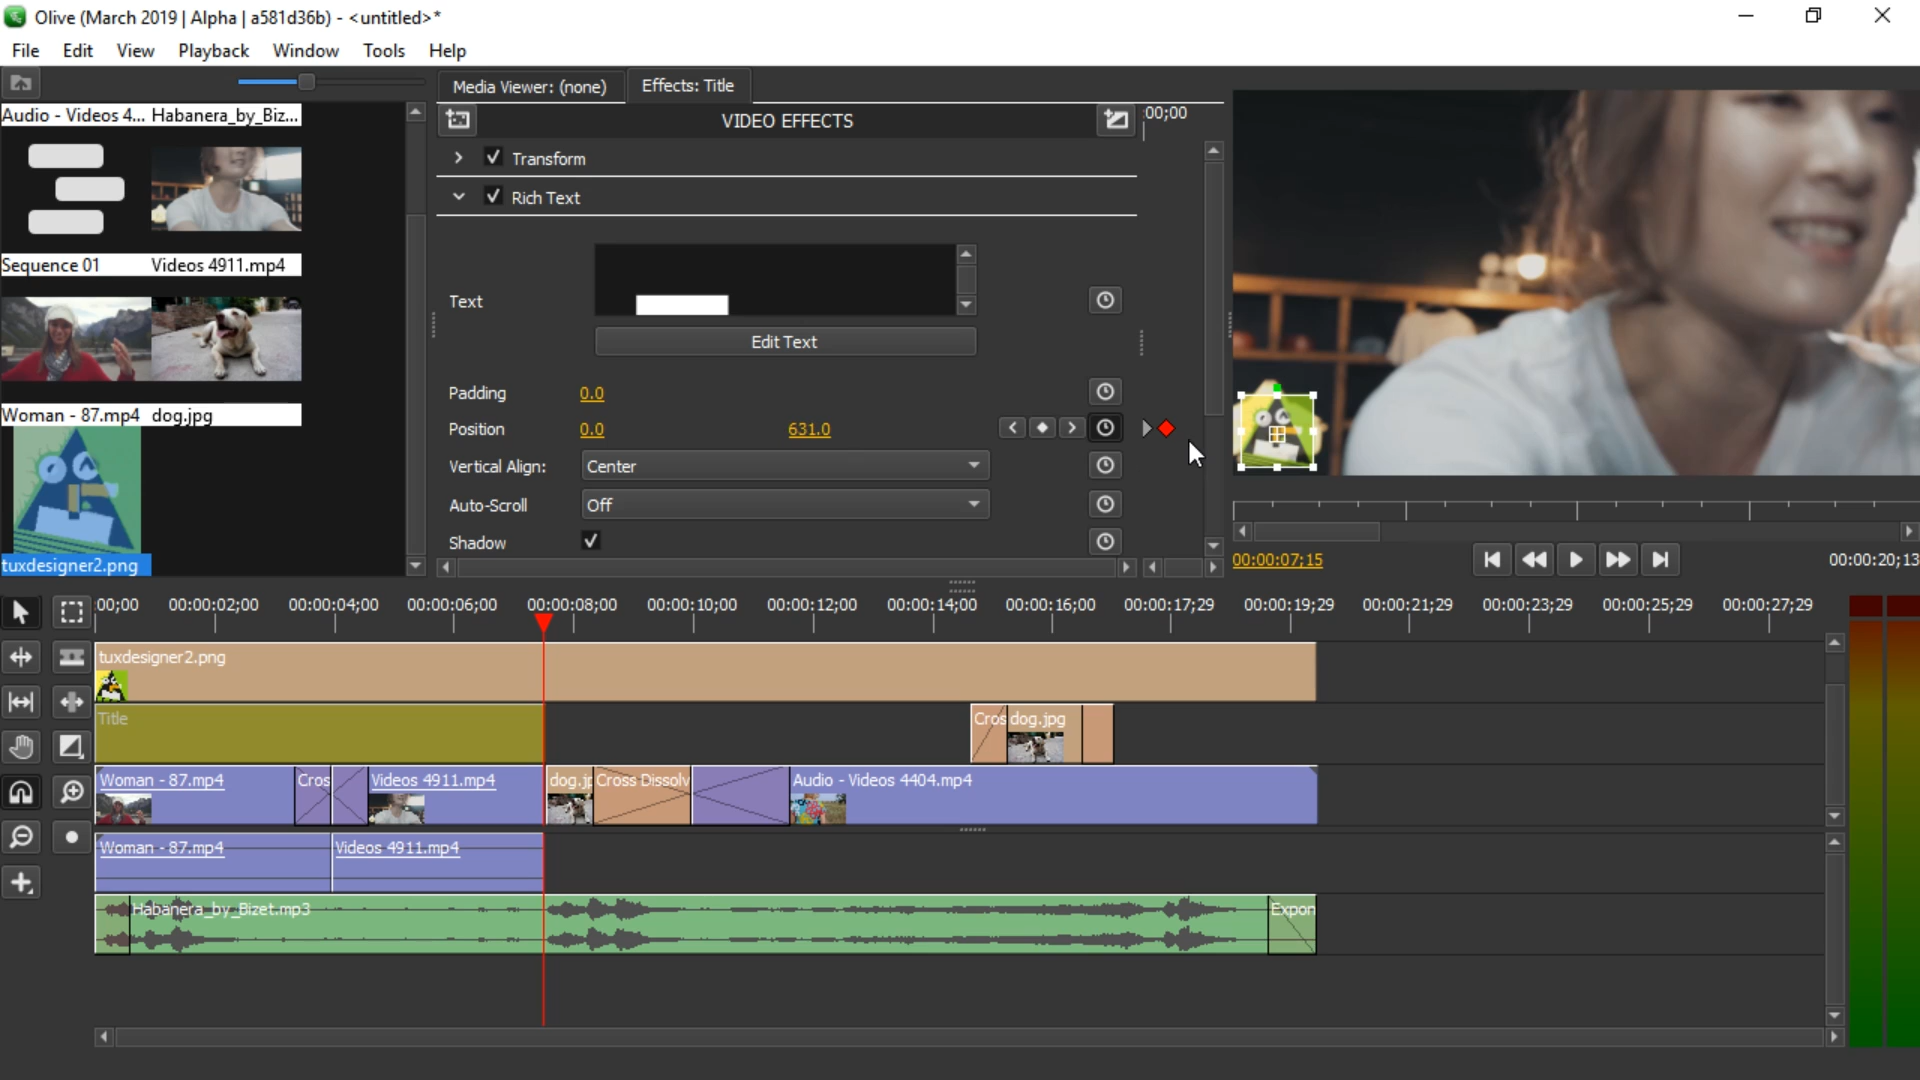 Olive (March 2019 | Alpha | a581d36b) - <untitled>*
File Edit View Playback Window Tools Help
Media Viewer: (none) Effects: Title
Audio - Videos 4... Habanera_by_Biz...
VIDEO EFFECTS
:00;00
Transform
Rich Text
Sequence 01 Videos 4911.mp4
Text
Edit Text
Padding 0.0
Woman - 87.mp4 dog.jpg
Position 0.0 631.0
Vertical Align: Center
Auto-Scroll Off
Shadow
tuxdesigner2.png
00:00:07;15 00:00:20;13
:00;00 00:00:02;00 00:00:04;00 00:00:06;00 00:00:08;00 00:00:10;00 00:00:12;00 00:00:14;00 00:00:16;00 00:00:17;29 00:00:19;29 00:00:21;29 00:00:23;29 00:00:25;29 00:00:27;29
tuxdesigner2.png
Title Cros dog.jpg
Woman - 87.mp4 Cros Videos 4911.mp4 dog.jp Cross Dissolv Audio - Videos 4404.mp4
Woman - 87.mp4 Videos 4911.mp4
Habanera_by_Bizet.mp3 Expon